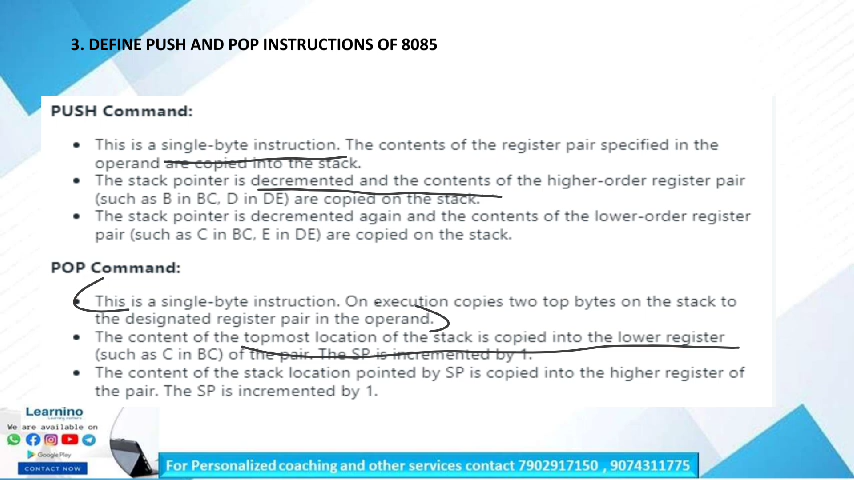 3. DEFINE PUSH AND POP INSTRUCTIONS OF 8085
PUSH Command:
• This is a single-byte instruction. The contents of the register pair specified in the
operand are copied into the stack.
• The stack pointer is decremented and the contents of the higher-order register pair
(such as B in BC, D in DE) are copied on the stack.
• The stack pointer is decremented again and the contents of the lower-order register
pair (such as C in BC, E in DE) are copied on the stack.
POP Command:
• This is a single-byte instruction. On execution copies two top bytes on the stack to
the designated register pair in the operand.
• The content of the topmost location of the stack is copied into the lower register
(such as C in BC) of the pair. The SP is incremented by 1.
• The content of the stack location pointed by SP is copied into the higher register of
the pair. The SP is incremented by 1.
Learnino
We are available on
Google Play
CONTACT NOW
For Personalized coaching and other services contact 7902917150 , 9074311775